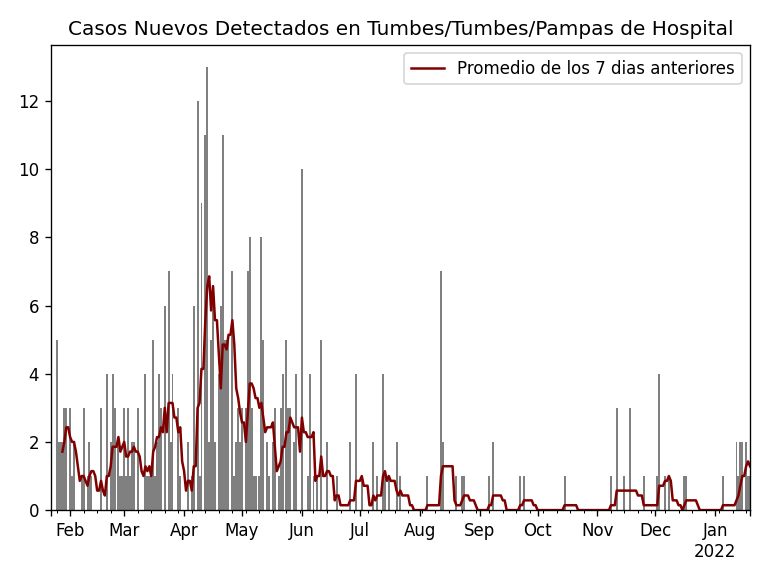 Casos Nuevos Detectados en Tumbes/Tumbes/Pampas de Hospital
Promedio de los 7 dias anteriores
12
10
8
6
4
2
0
Feb Mar Apr May Jun Jul Aug Sep Oct Nov Dec Jan
2022